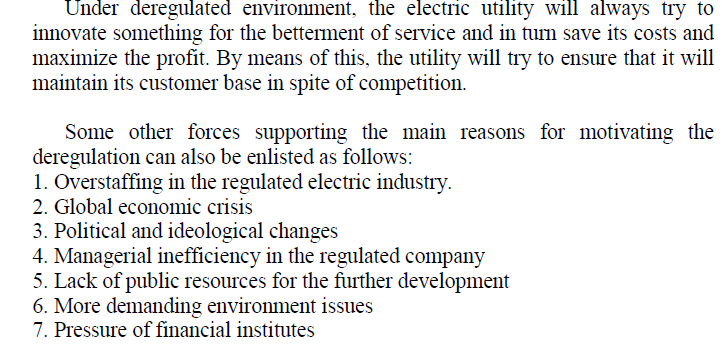 Under deregulated environment, the electric utility will always try to
innovate something for the betterment of service and in turn save its costs and
maximize the profit. By means of this, the utility will try to ensure that it will
maintain its customer base in spite of competition.
Some other forces supporting the main reasons for motivating the
deregulation can also be enlisted as follows:
1. Overstaffing in the regulated electric industry.
2. Global economic crisis
3. Political and ideological changes
4. Managerial inefficiency in the regulated company
5. Lack of public resources for the further development
6. More demanding environment issues
7. Pressure of financial institutes